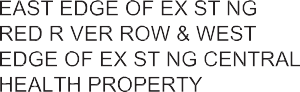 EAST EDGE OF EX ST NG
RED R VER ROW & WEST
EDGE OF EX ST NG CENTRAL
HEALTH PROPERTY